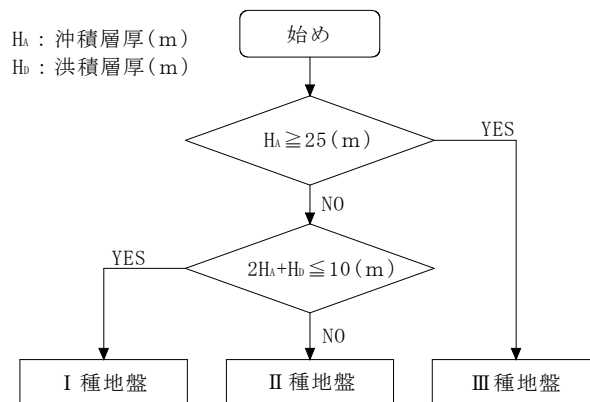 始め
HA：沖積層厚(m)
HD：洪積層厚(m)
HA≧25(m)
YES
NO
YES
2HA+HD≦10(m)
NO
Ⅰ種地盤
Ⅱ種地盤
Ⅲ種地盤